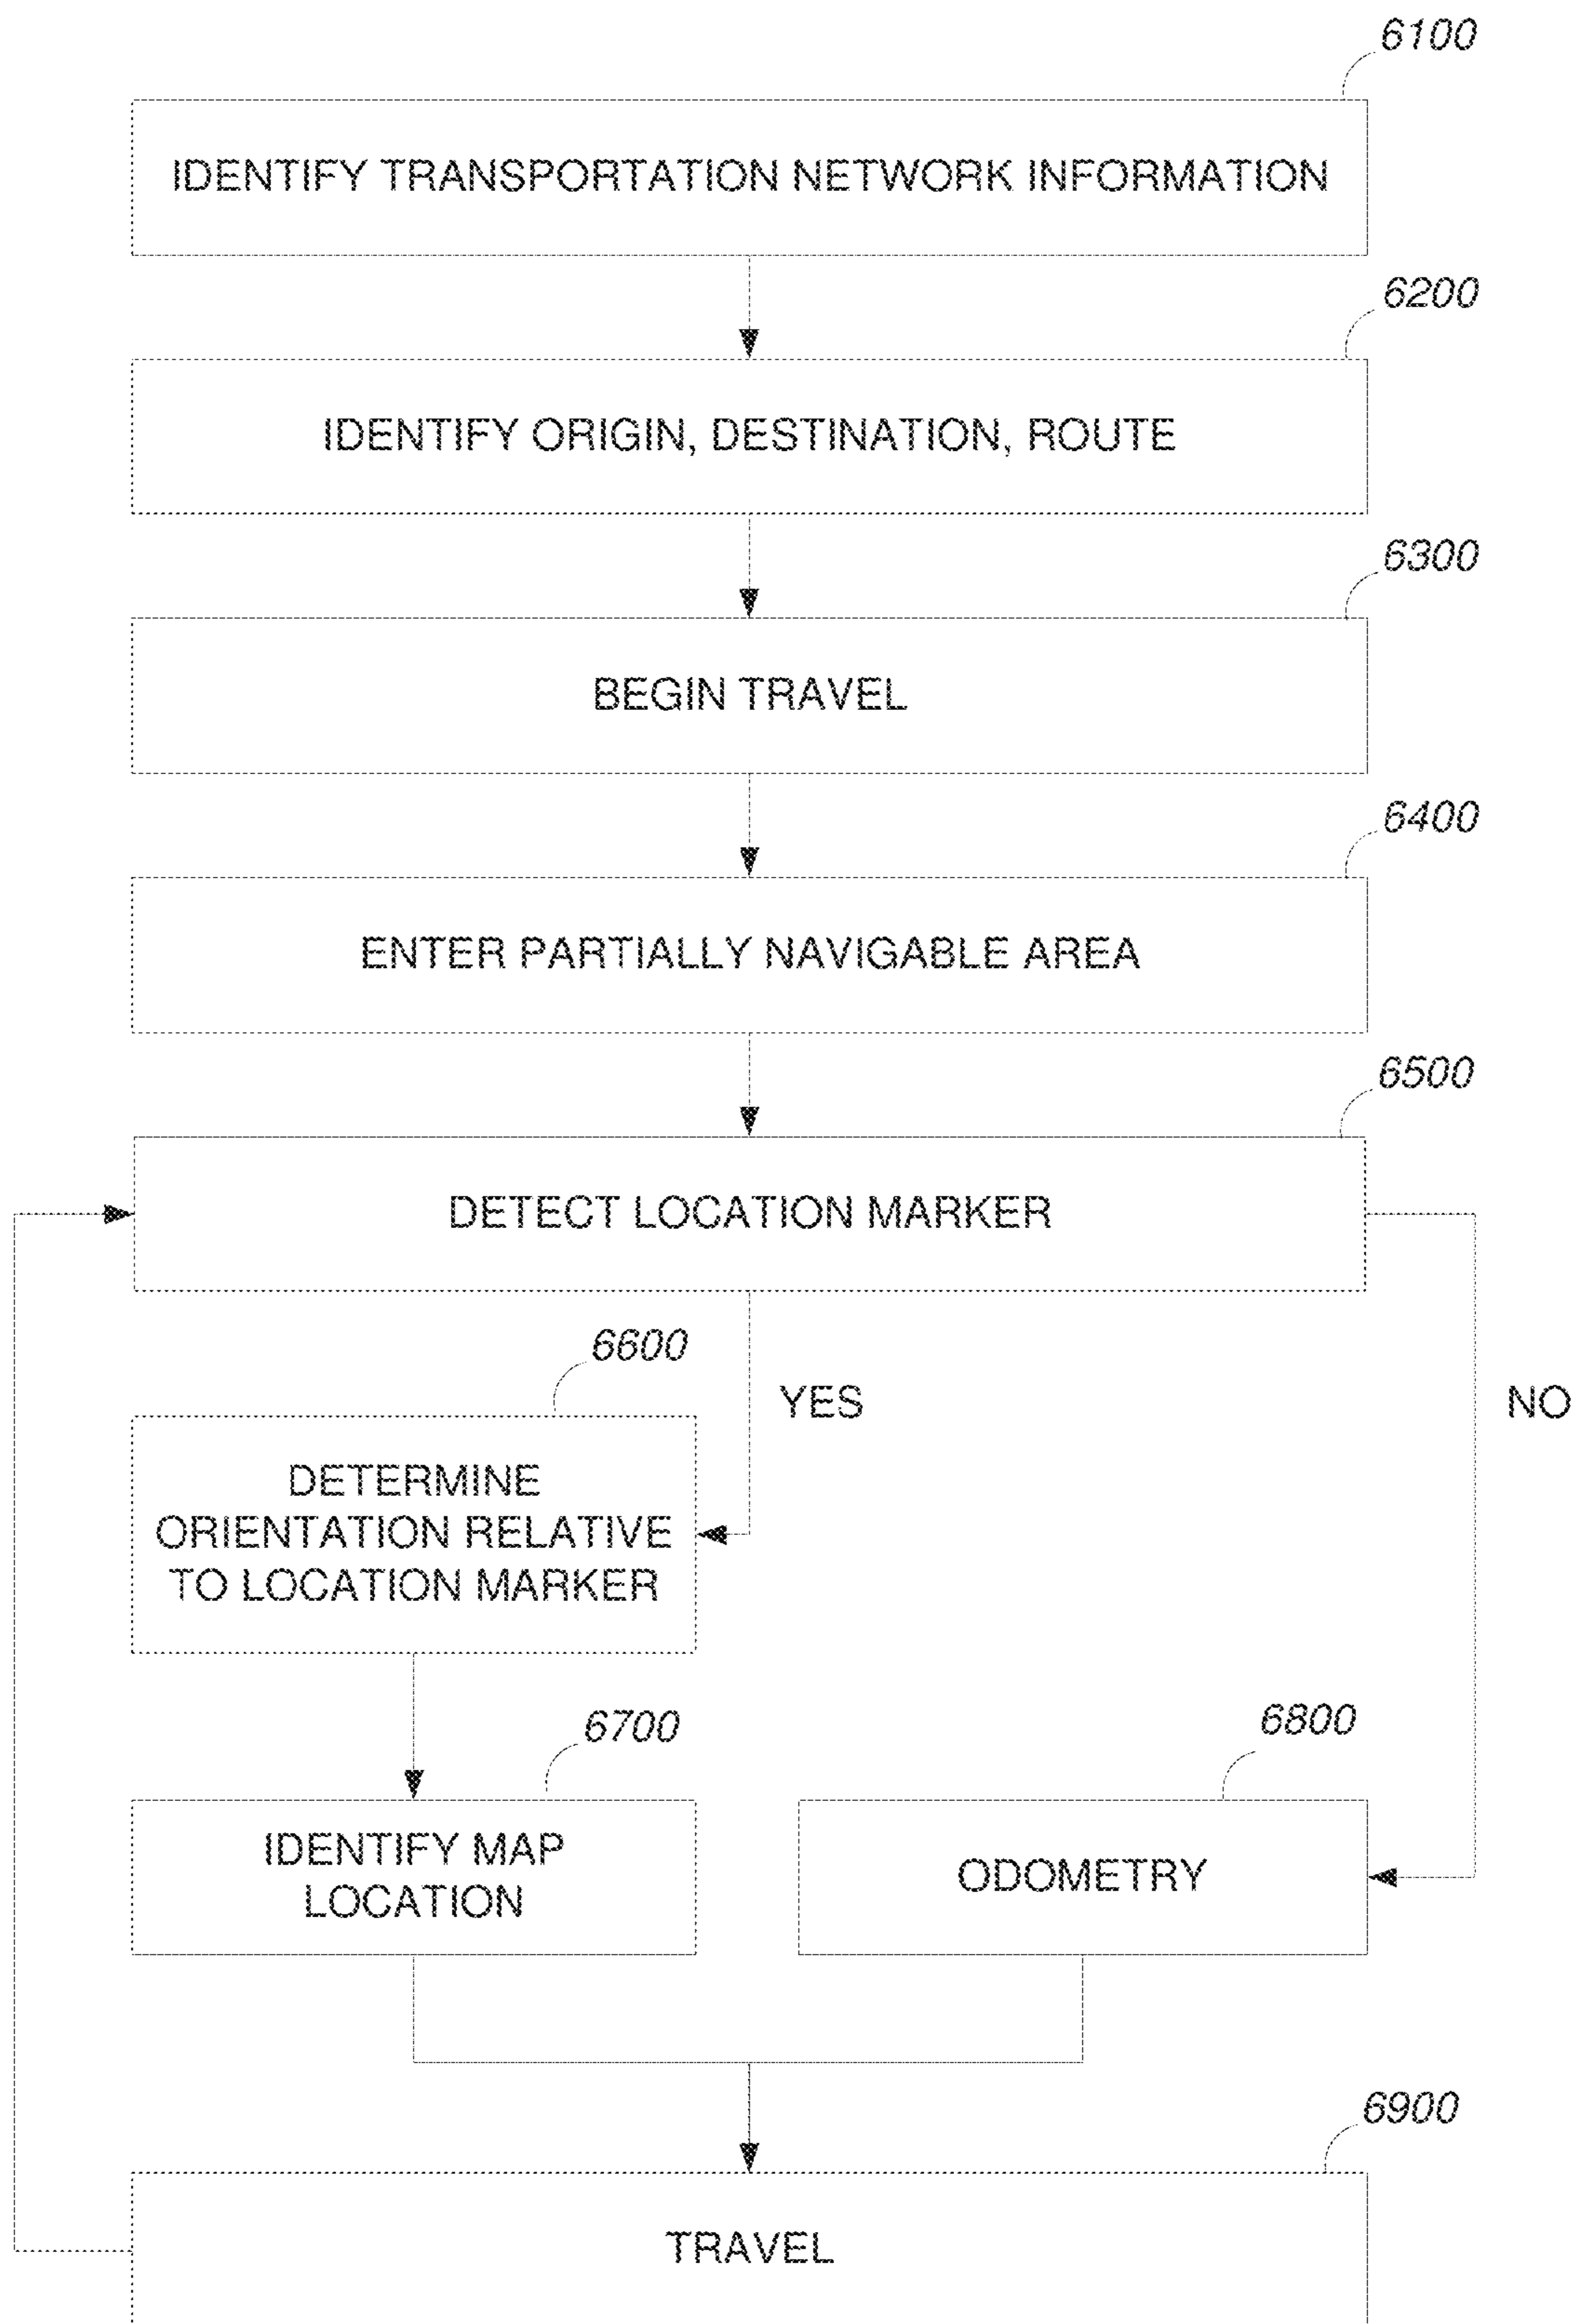 6100
IDENTIFY TRANSPORTATION NETWORK INFORMATION
6200
IDENTIFY ORIGIN, DESTINATION, ROUTE
6300
BEGIN TRAVEL
6400
ENTER PARTIALLY NAVIGABLE AREA
6500
DETECT LOCATION MARKER
6600
YES
NO
DETERMINE
ORIENTATION RELATIVE
TO LOCATION MARKER
6700
6800
IDENTIFY MAP
LOCATION
ODOMETRY
6900
TRAVEL